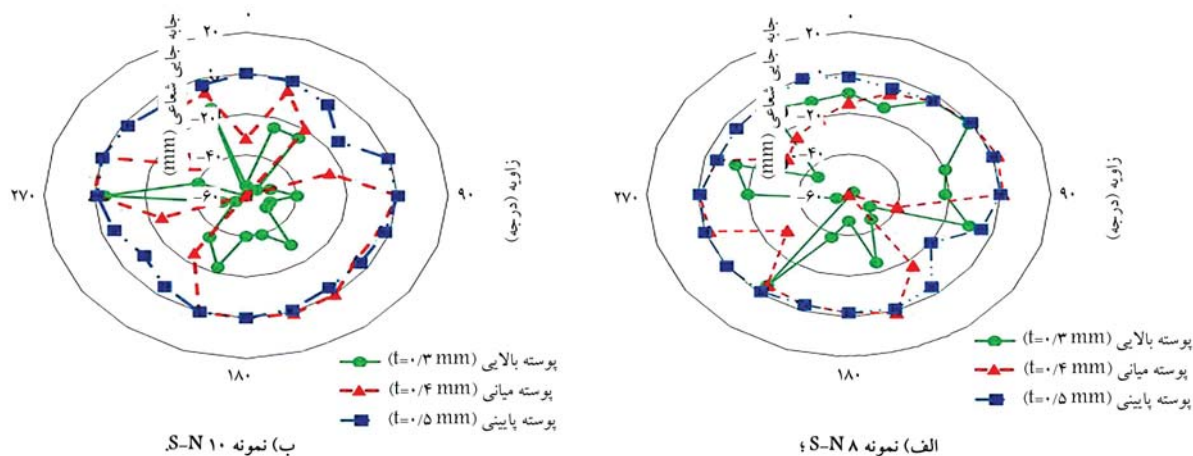 ۰
۲۰
۰
-۲۰
-۴۰
-۶۰
جابه جایی شعاعی (mm)
۹۰
زاویه (درجه)
۱۸۰
۲۷۰
پوسته بالایی (t=۰/۳ mm)
پوسته میانی (t=۰/۴ mm)
پوسته پایینی (t=۰/۵ mm)
الف) نمونه S-N ۸ ؛
۰
۲۰
۰
-۲۰
-۴۰
-۶۰
جابه جایی شعاعی (mm)
۹۰
زاویه (درجه)
۱۸۰
۲۷۰
پوسته بالایی (t=۰/۳ mm)
پوسته میانی (t=۰/۴ mm)
پوسته پایینی (t=۰/۵ mm)
ب) نمونه S-N ۱۰.